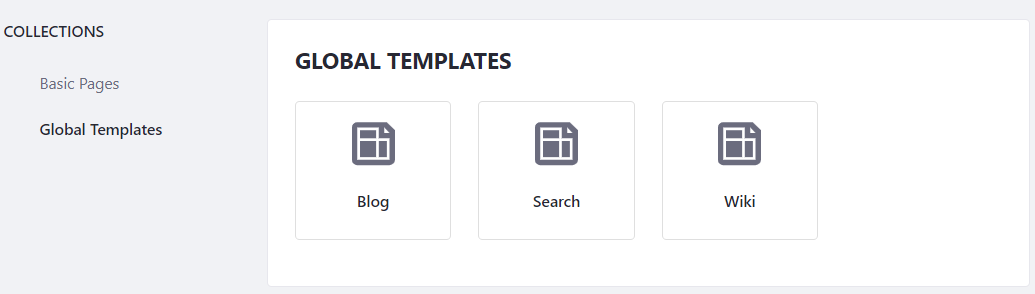 COLLECTIONS
Basic Pages
Global Templates
GLOBAL TEMPLATES
Blog
Search
Wiki